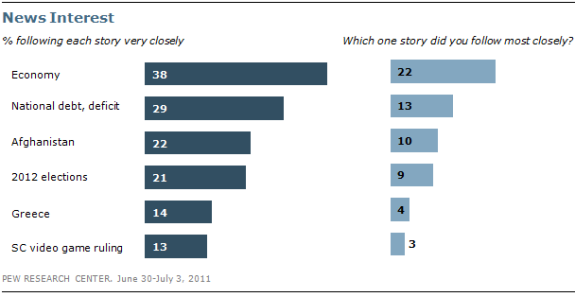 News Interest
% following each story very closely
Which one story did you follow most closely?
Economy 38 22
National debt, deficit 29 13
Afghanistan 22 10
2012 elections 21 9
Greece 14 4
SC video game ruling 13 3
PEW RESEARCH CENTER. June 30-July 3, 2011